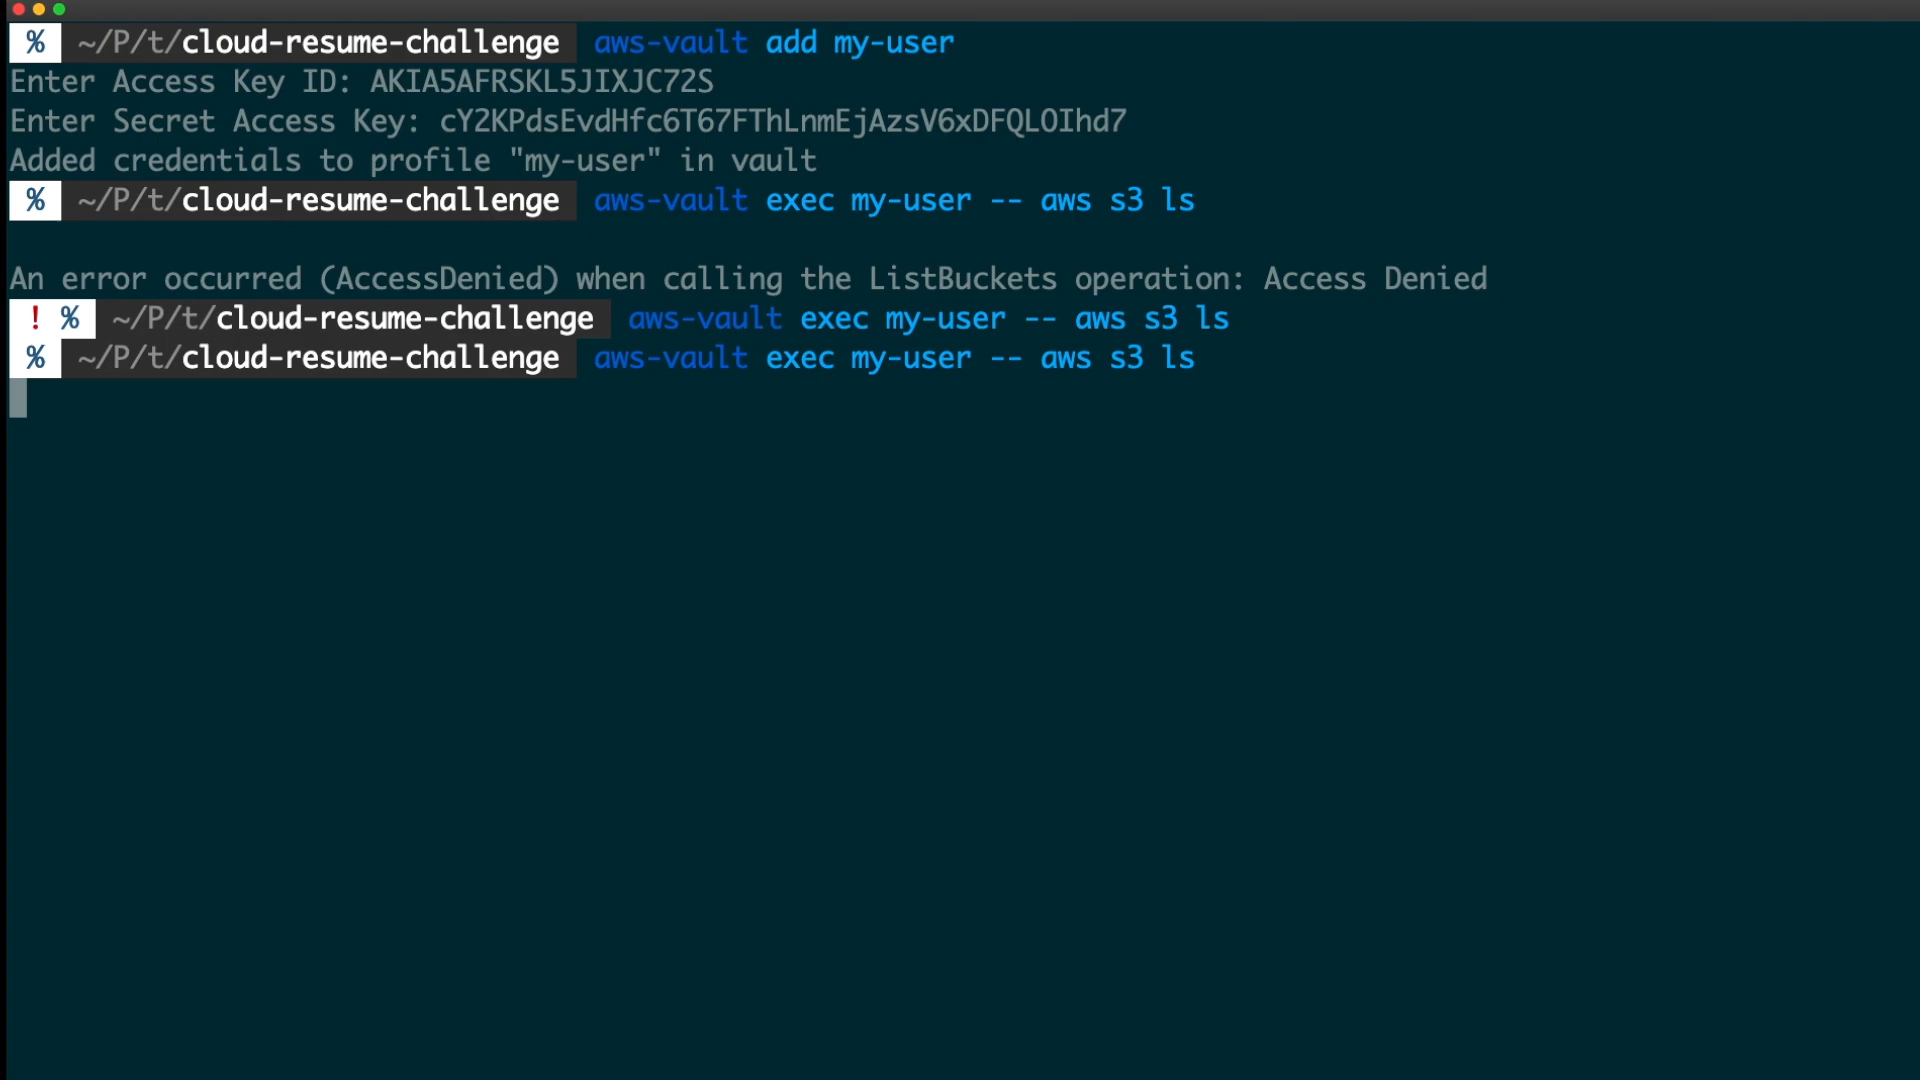 % ~/P/t/cloud-resume-challenge aws-vault add my-user
Enter Access Key ID: AKIA5AFRSKL5JIXJC72S
Enter Secret Access Key: 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
Added credentials to profile "my-user" in vault
% ~/P/t/cloud-resume-challenge aws-vault exec my-user -- aws s3 ls
An error occurred (AccessDenied) when calling the ListBuckets operation: Access Denied
! % ~/P/t/cloud-resume-challenge aws-vault exec my-user -- aws s3 ls
% ~/P/t/cloud-resume-challenge aws-vault exec my-user -- aws s3 ls